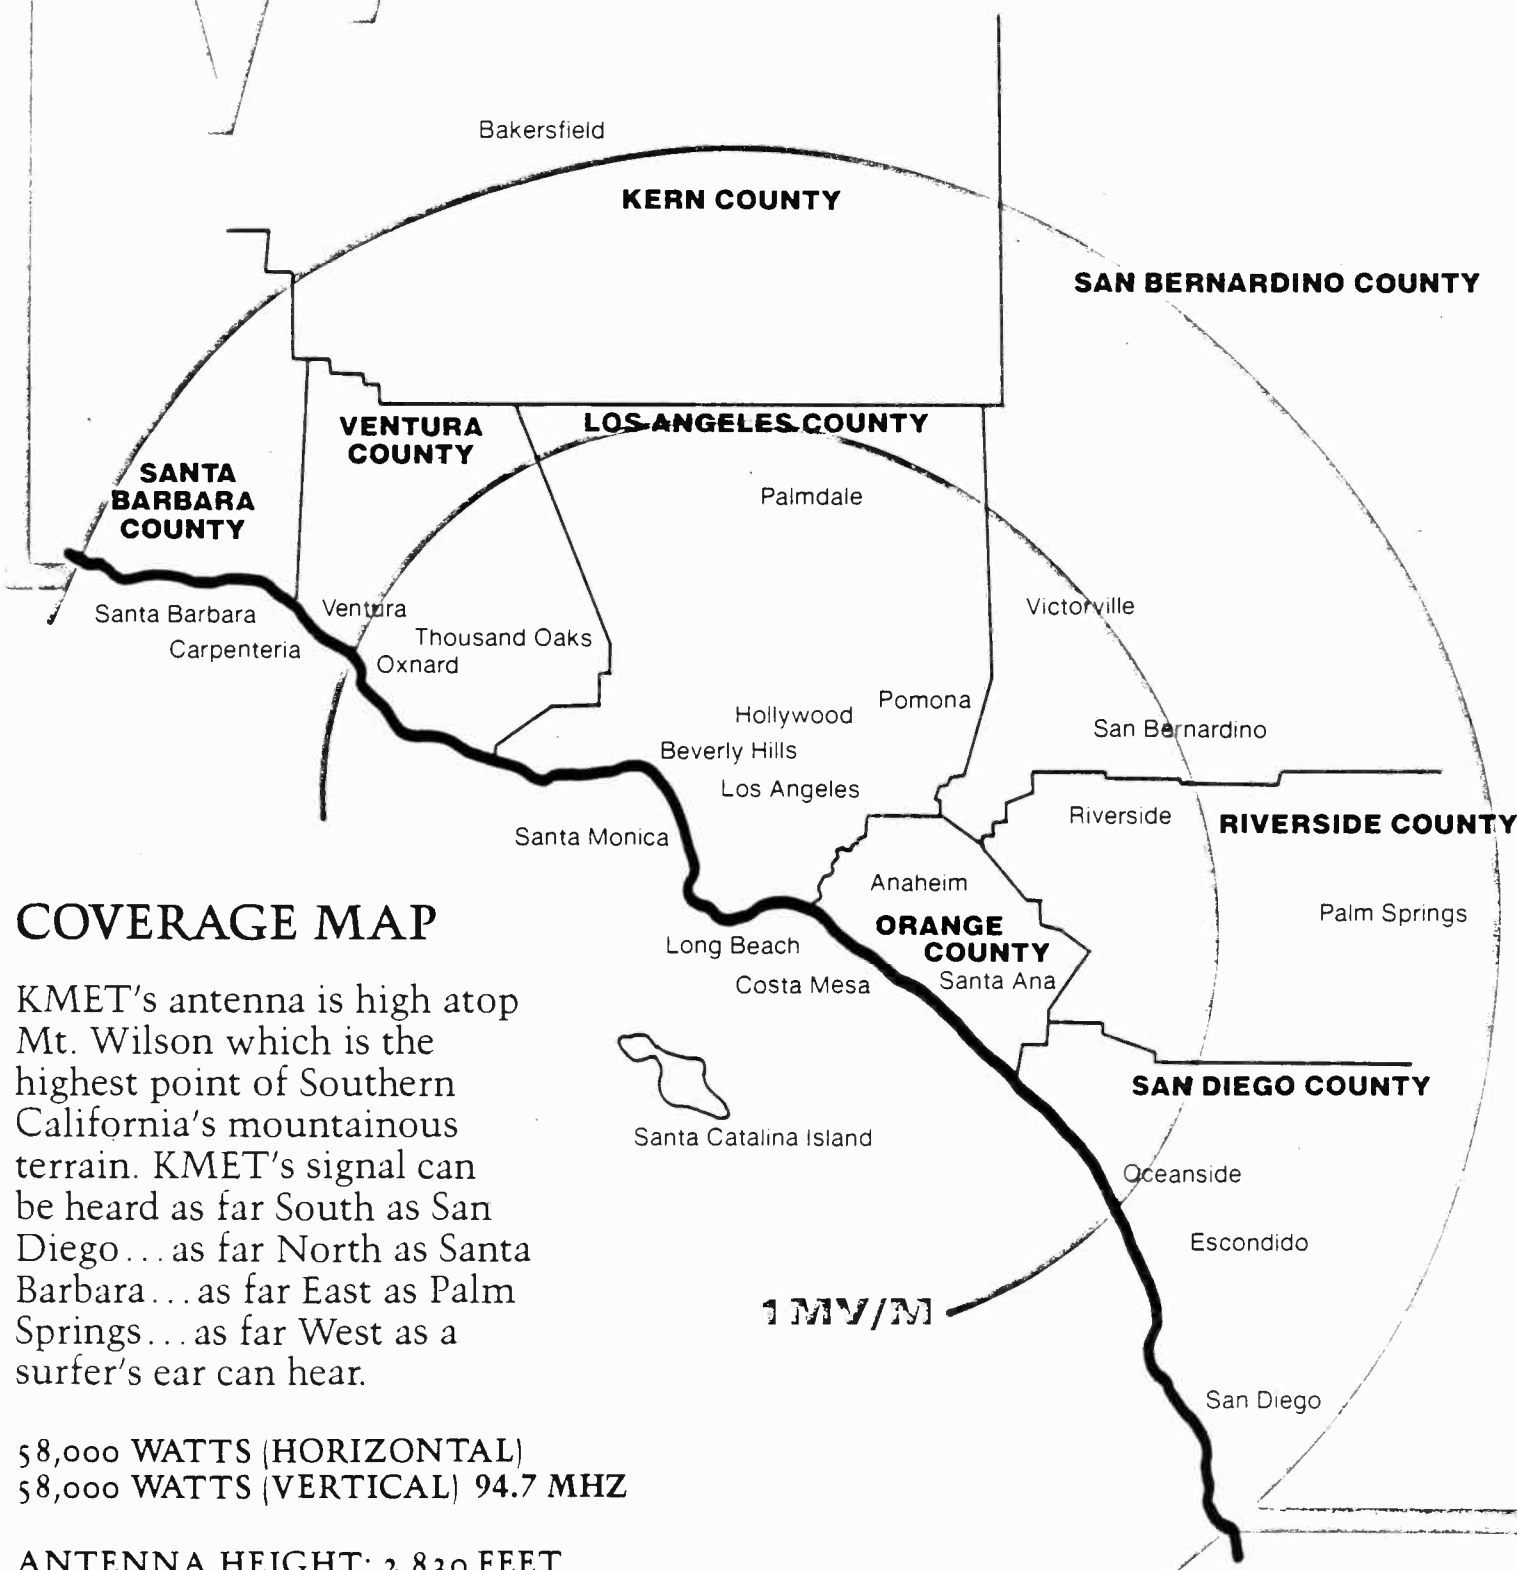 Bakersfield
KERN COUNTY
SAN BERNARDINO COUNTY
VENTURA
COUNTY
LOS ANGELES COUNTY
SANTA
BARBARA
COUNTY
Palmdale
Santa Barbara
Ventura
Victorville
Carpenteria
Thousand Oaks
Oxnard
Hollywood
Pomona
San Bernardino
Beverly Hills
Los Angeles
Santa Monica
Riverside
RIVERSIDE COUNTY
Anaheim
Palm Springs
ORANGE
COUNTY
Long Beach
Costa Mesa
Santa Ana
SAN DIEGO COUNTY
Santa Catalina Island
Oceanside
Escondido
1 MV/M
San Diego
COVERAGE MAP
KMET's antenna is high atop
Mt. Wilson which is the
highest point of Southern
California's mountainous
terrain. KMET's signal can
be heard as far South as San
Diego...as far North as Santa
Barbara...as far East as Palm
Springs...as far West as a
surfer's ear can hear.
58,000 WATTS (HORIZONTAL)
58,000 WATTS (VERTICAL) 94.7 MHZ
ANTENNA HEIGHT: 2,830 FEET